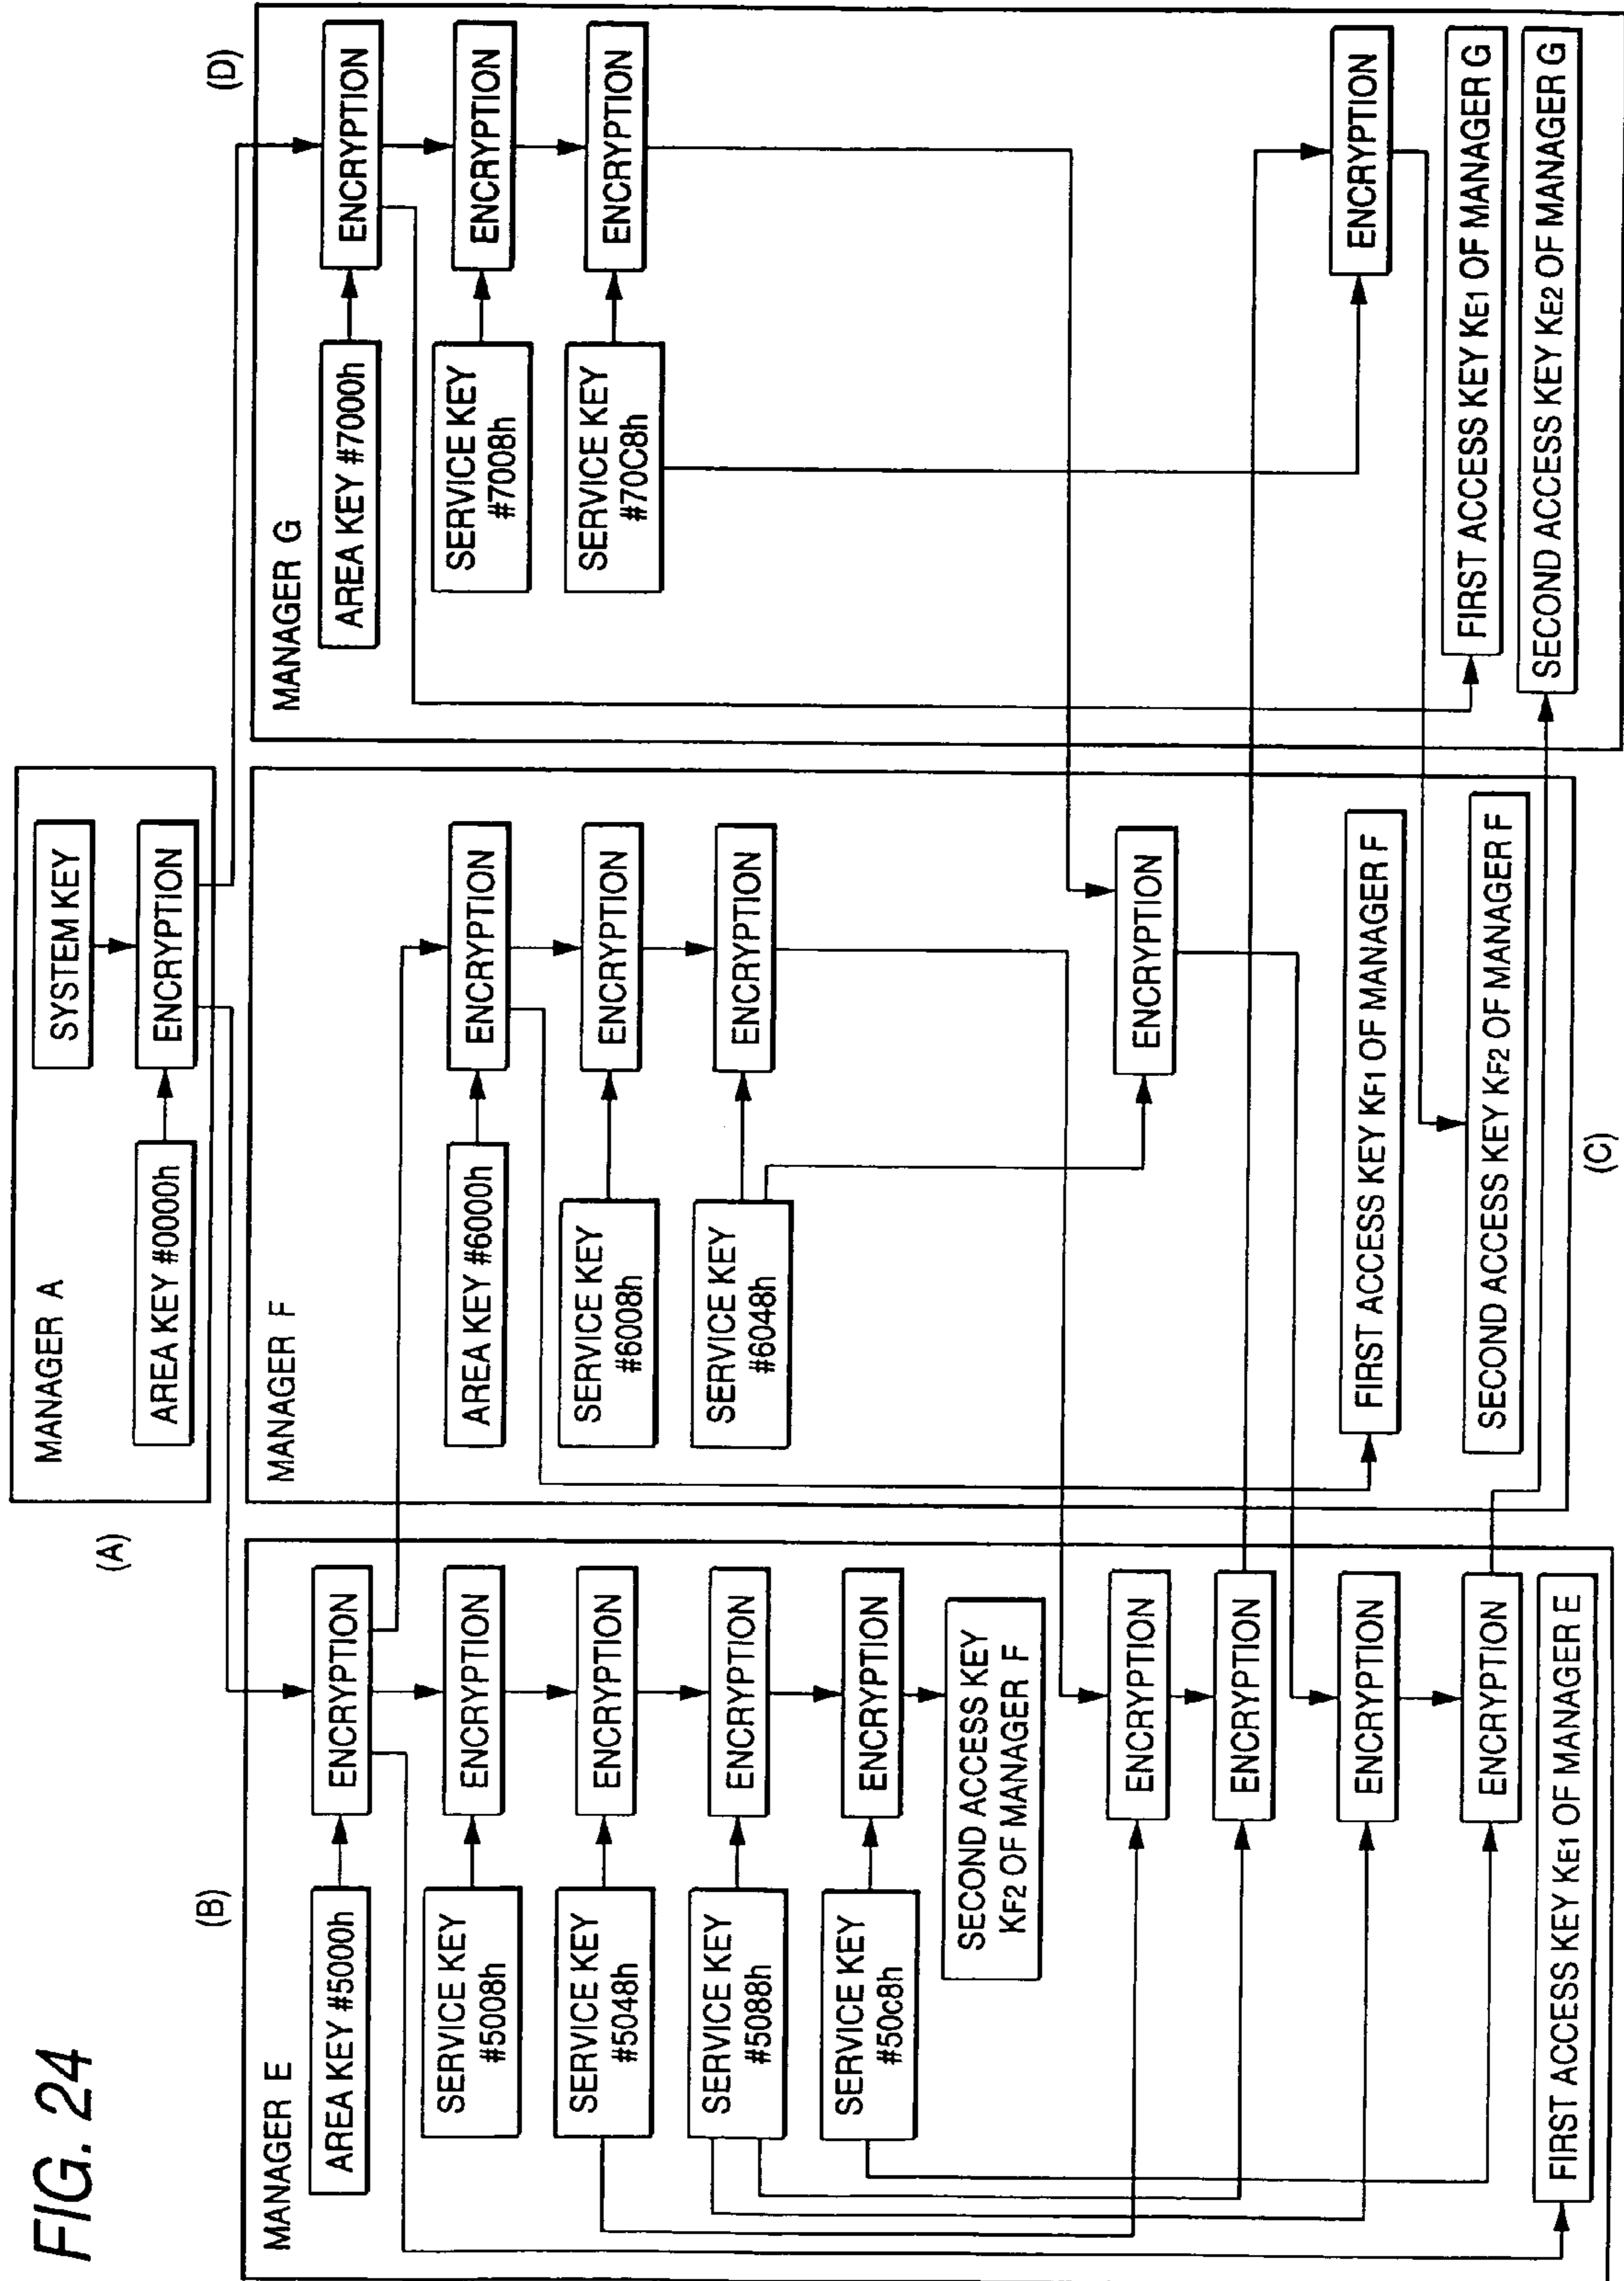 FIG. 24
(A)
MANAGER A
SYSTEM KEY
AREA KEY #0000h
ENCRYPTION
(B)
MANAGER E
AREA KEY #5000h
ENCRYPTION
SERVICE KEY
#5008h
ENCRYPTION
SERVICE KEY
#5048h
ENCRYPTION
SERVICE KEY
#5088h
ENCRYPTION
SERVICE KEY
#50c8h
ENCRYPTION
SECOND ACCESS KEY
KF2 OF MANAGER F
ENCRYPTION
ENCRYPTION
ENCRYPTION
ENCRYPTION
FIRST ACCESS KEY KE1 OF MANAGER E
MANAGER F
AREA KEY #6000h
ENCRYPTION
SERVICE KEY
#6008h
ENCRYPTION
SERVICE KEY
#6048h
ENCRYPTION
ENCRYPTION
FIRST ACCESS KEY KF1 OF MANAGER F
SECOND ACCESS KEY KF2 OF MANAGER F
(C)
(D)
MANAGER G
AREA KEY #7000h
ENCRYPTION
SERVICE KEY
#7008h
ENCRYPTION
SERVICE KEY
#70C8h
ENCRYPTION
ENCRYPTION
FIRST ACCESS KEY KE1 OF MANAGER G
SECOND ACCESS KEY KE2 OF MANAGER G